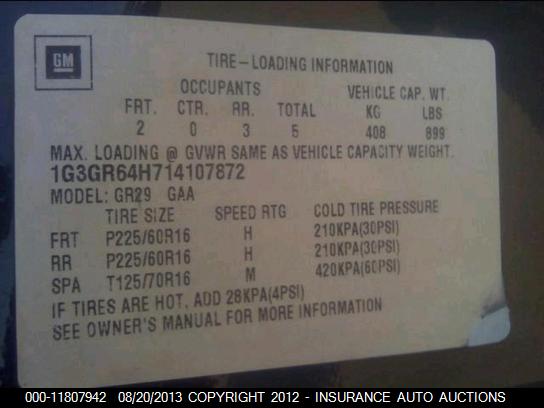 GM
TIRE-LOADING INFORMATION
OCCUPANTS VEHICLE CAP. WT.
FRT. CTR. RR. TOTAL KG LBS
2 0 3 5 408 899
MAX. LOADING @ GVWR SAME AS VEHICLE CAPACITY WEIGHT.
1G3GR64H714107872
MODEL: GR29 GAA
TIRE SIZE SPEED RTG COLD TIRE PRESSURE
FRT P225/60R16 H 210KPA(30PSI)
RR P225/60R16 H 210KPA(30PSI)
SPA T125/70R16 M 420KPA(60PSI)
IF TIRES ARE HOT, ADD 28KPA(4PSI)
SEE OWNER'S MANUAL FOR MORE INFORMATION
000-11807942 08/20/2013 COPYRIGHT 2012 - INSURANCE AUTO AUCTIONS